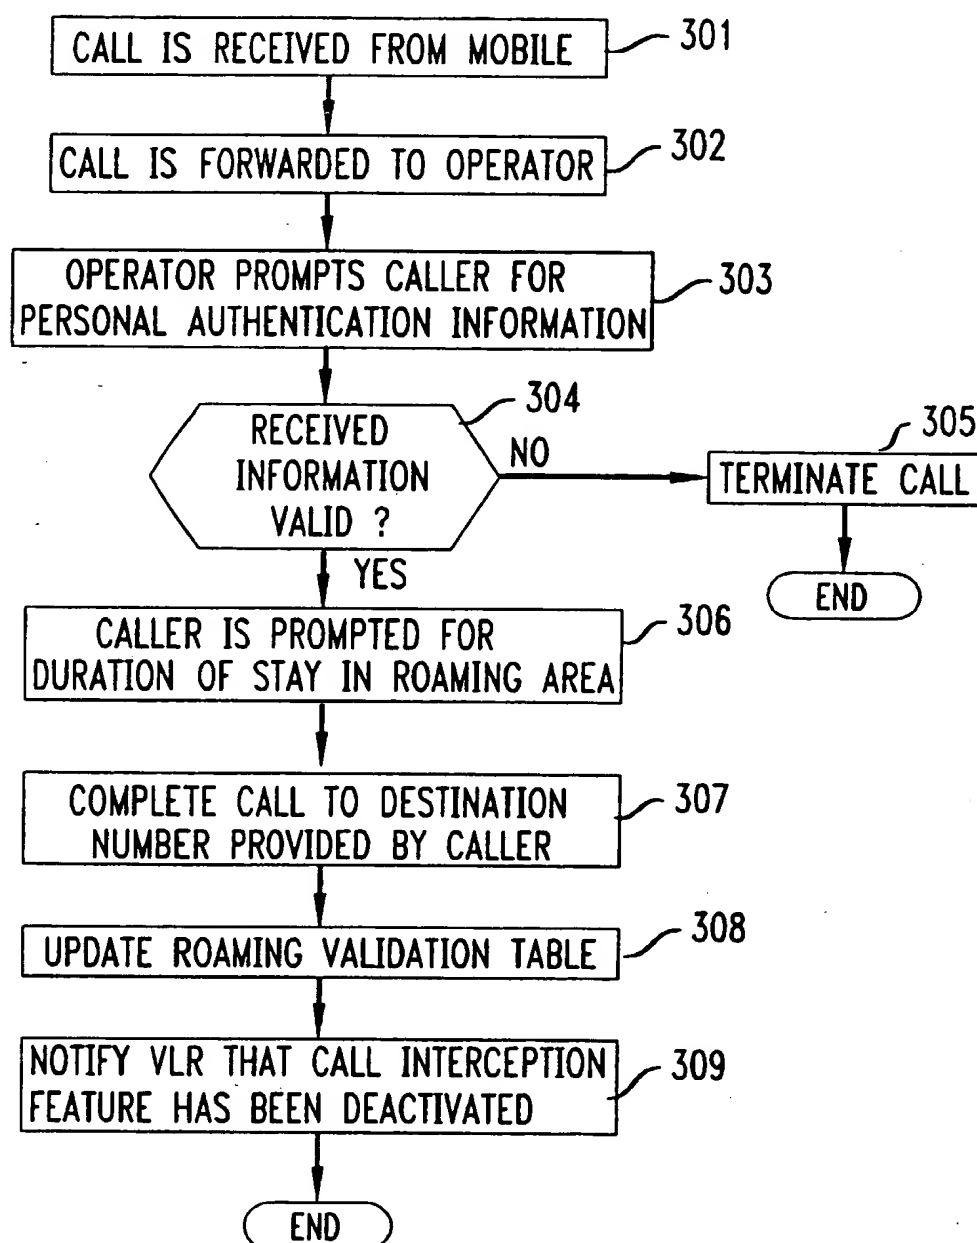 CALL IS RECEIVED FROM MOBILE
301
CALL IS FORWARDED TO OPERATOR
302
OPERATOR PROMPTS CALLER FOR
PERSONAL AUTHENTICATION INFORMATION
303
RECEIVED
INFORMATION
VALID ?
304
NO
305
TERMINATE CALL
END
YES
CALLER IS PROMPTED FOR
DURATION OF STAY IN ROAMING AREA
306
COMPLETE CALL TO DESTINATION
NUMBER PROVIDED BY CALLER
307
UPDATE ROAMING VALIDATION TABLE
308
NOTIFY VLR THAT CALL INTERCEPTION
FEATURE HAS BEEN DEACTIVATED
309
END